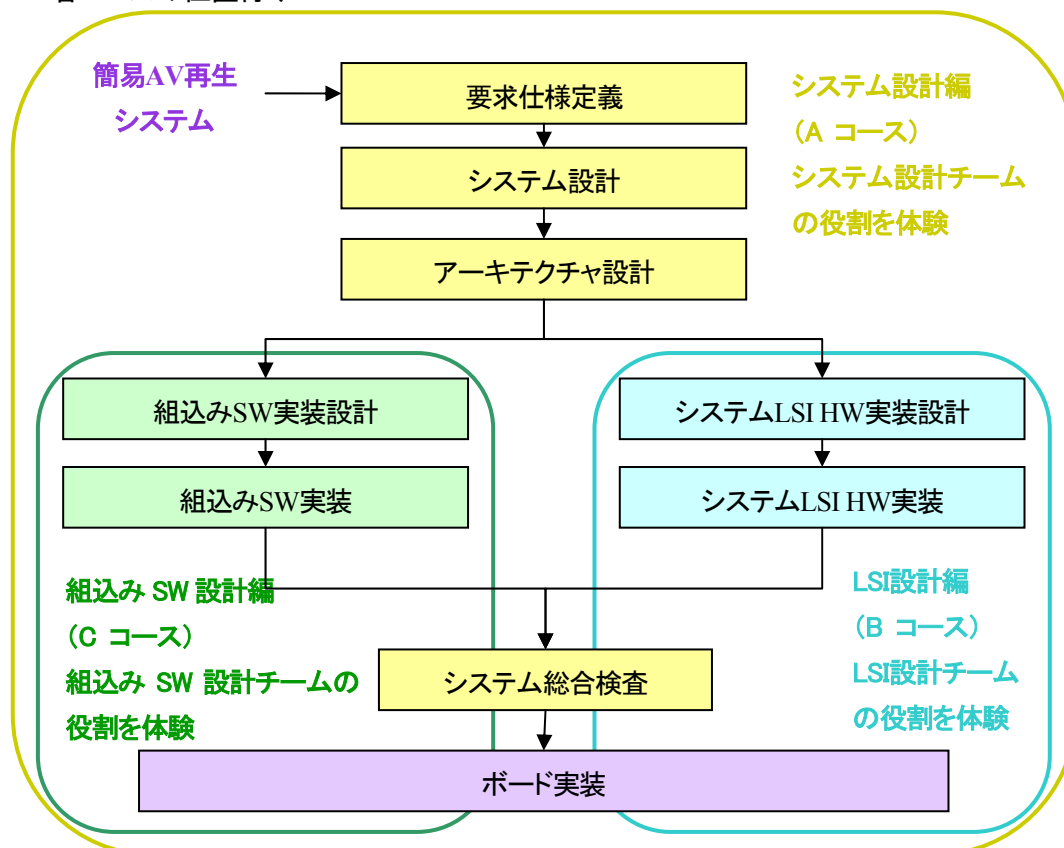 簡易AV再生
システム
要求仕様定義
システム設計編
(A コース)
システム設計チーム
の役割を体験
システム設計
アーキテクチャ設計
組込みSW実装設計
システムLSI HW実装設計
組込みSW実装
システムLSI HW実装
組込み SW 設計編
(C コース)
組込み SW 設計チームの
役割を体験
LSI設計編
(B コース)
LSI設計チーム
の役割を体験
システム総合検査
ボード実装